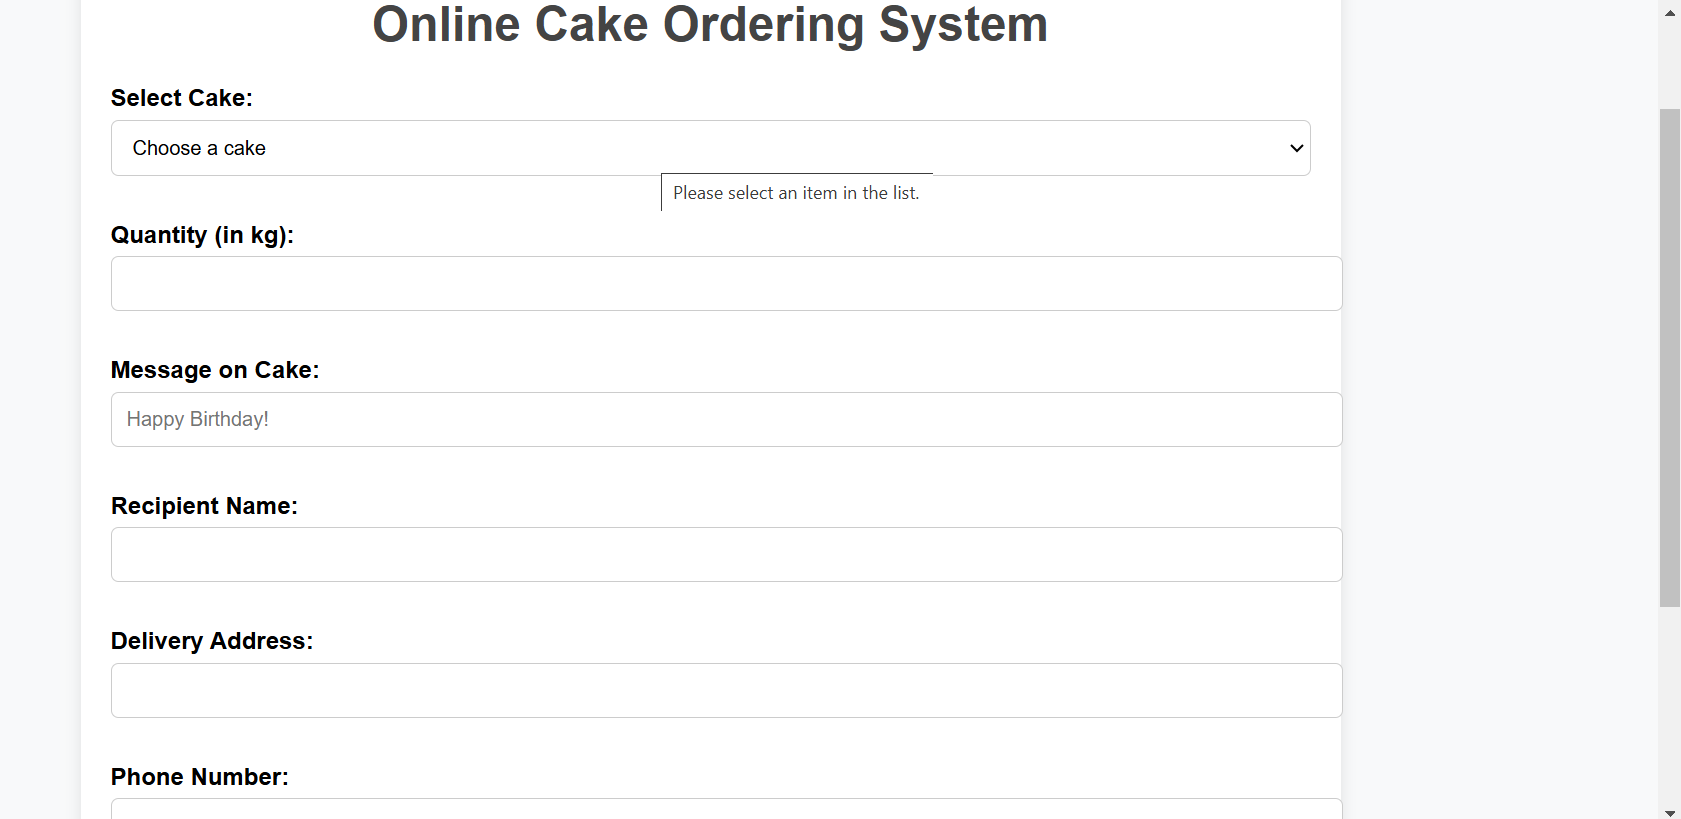 Online Cake Ordering System
Select Cake:
Choose a cake
Please select an item in the list.
Quantity (in kg):
Message on Cake:
Happy Birthday!
Recipient Name:
Delivery Address:
Phone Number: